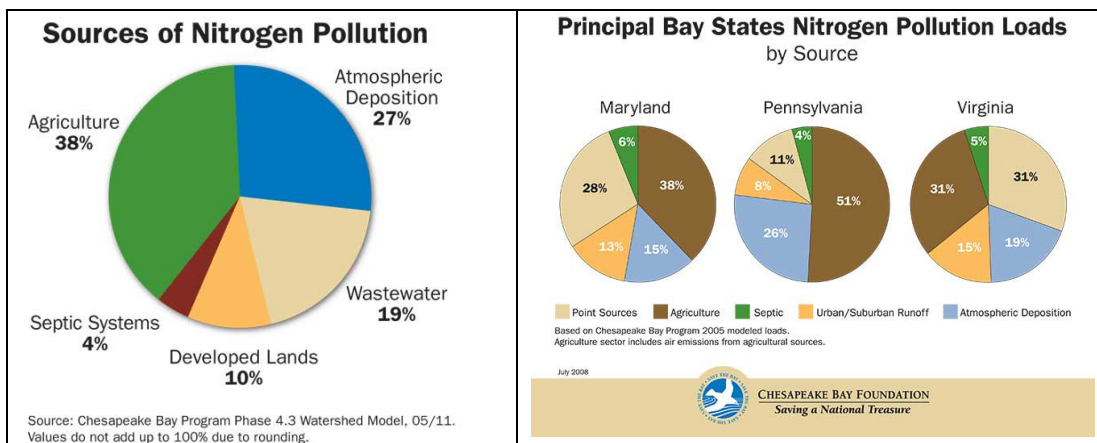 Sources of Nitrogen Pollution
Atmospheric
Deposition
27%
Agriculture
38%
Wastewater
19%
Septic Systems
4%
Developed Lands
10%
Source: Chesapeake Bay Program Phase 4.3 Watershed Model, 05/11.
Values do not add up to 100% due to rounding.
Principal Bay States Nitrogen Pollution Loads
by Source
Maryland
6%
38%
28%
13%
15%
Pennsylvania
4%
11%
8%
51%
26%
Virginia
5%
31%
31%
15%
19%
Point Sources
Agriculture
Septic
Urban/Suburban Runoff
Atmospheric Deposition
Based on Chesapeake Bay Program 2005 modeled loads.
Agriculture sector includes air emissions from agricultural sources.
July 2008
SAVE THE BAY
CHESAPEAKE BAY FOUNDATION
Saving a National Treasure